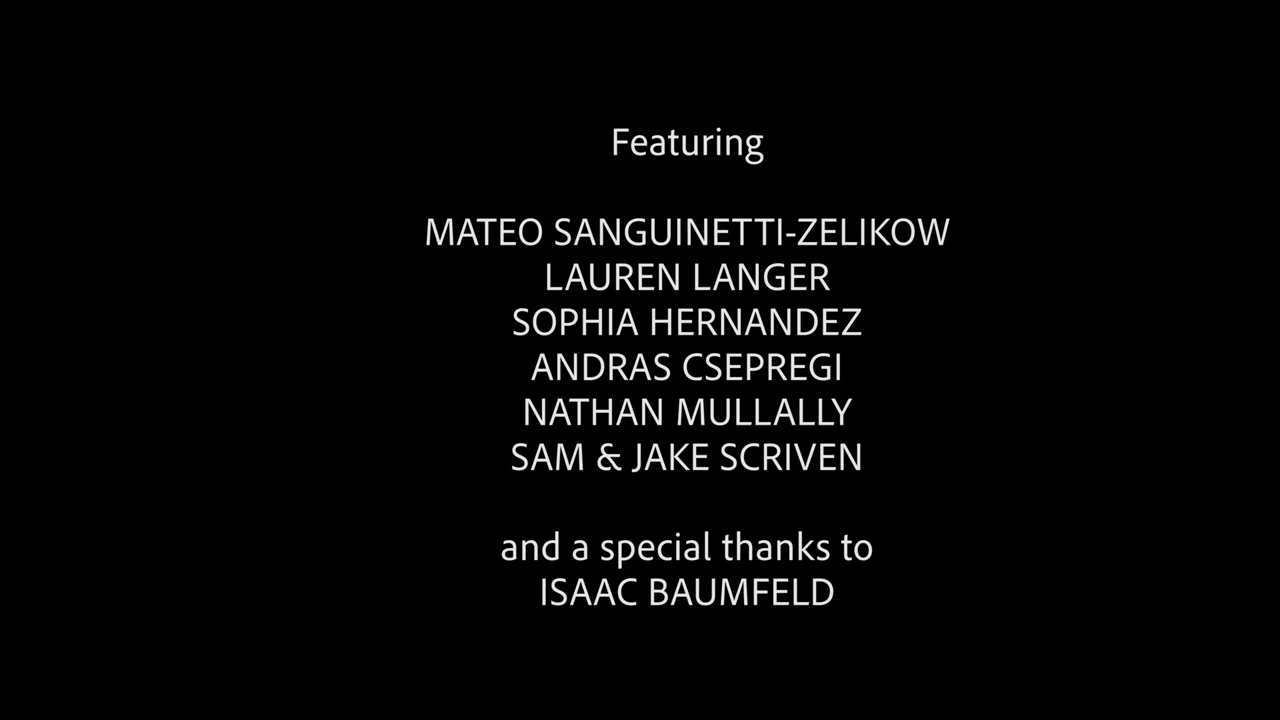 Featuring
MATEO SANGUINETTI-ZELIKOW
LAUREN LANGER
SOPHIA HERNANDEZ
ANDRAS CSEPREGI
NATHAN MULLALLY
SAM & JAKE SCRIVEN
and a special thanks to
ISAAC BAUMFELD